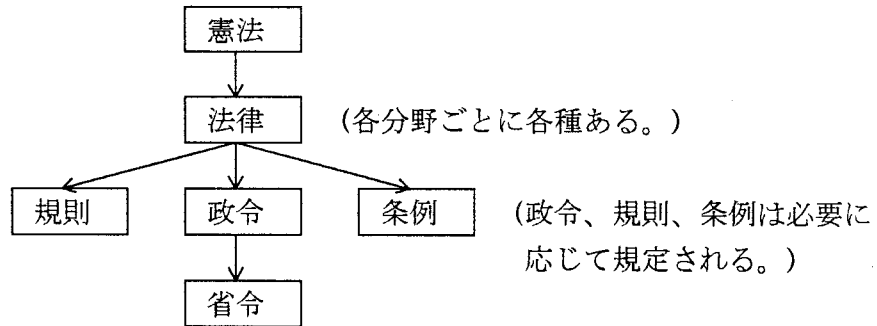 憲法
法律 (各分野ごとに各種ある。)
規則 政令 条例 (政令、規則、条例は必要に
応じて規定される。)
省令